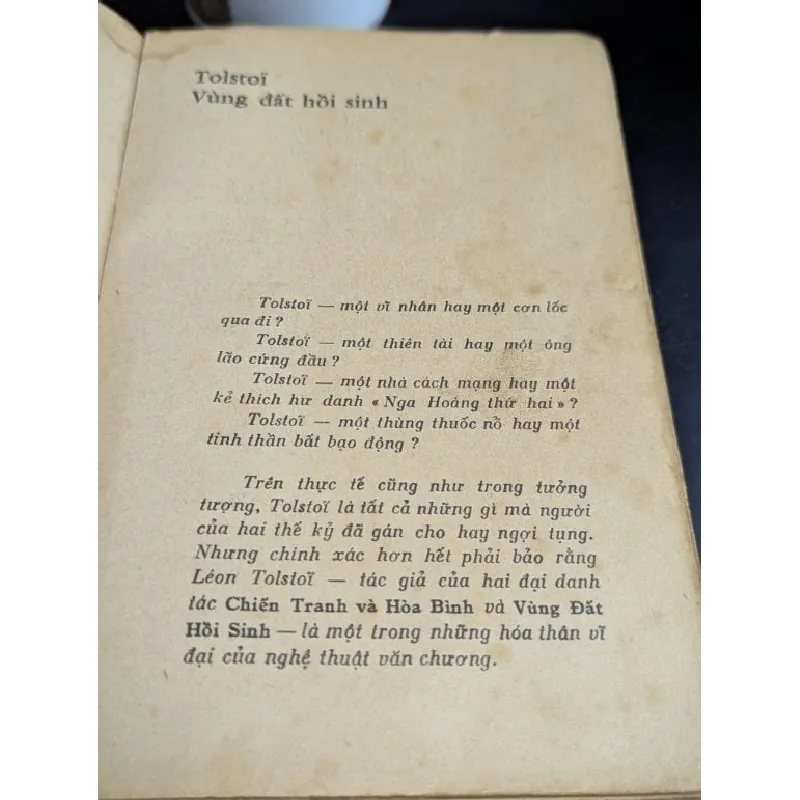 Tolstoï
Vùng đất hồi sinh
Tolstoï — một vĩ nhân hay một cơn lốc
qua đi ?
Tolstoï — một thiên tài hay một ông
lão cứng đầu ?
Tolstoï — một nhà cách mạng hay một
kẻ thích hư danh « Nga Hoàng thứ hai » ?
Tolstoï — một thùng thuốc nổ hay một
tinh thần bất bạo động ?
Trên thực tế cũng như trong tưởng
tượng, Tolstoï là tất cả những gì mà người
của hai thế kỷ đã gán cho hay ngợi tụng.
Nhưng chính xác hơn hết phải bảo rằng
Léon Tolstoï — tác giả của hai đại danh
tác Chiến Tranh và Hòa Bình và Vùng Đất
Hồi Sinh — là một trong những hóa thân vĩ
đại của nghệ thuật văn chương.